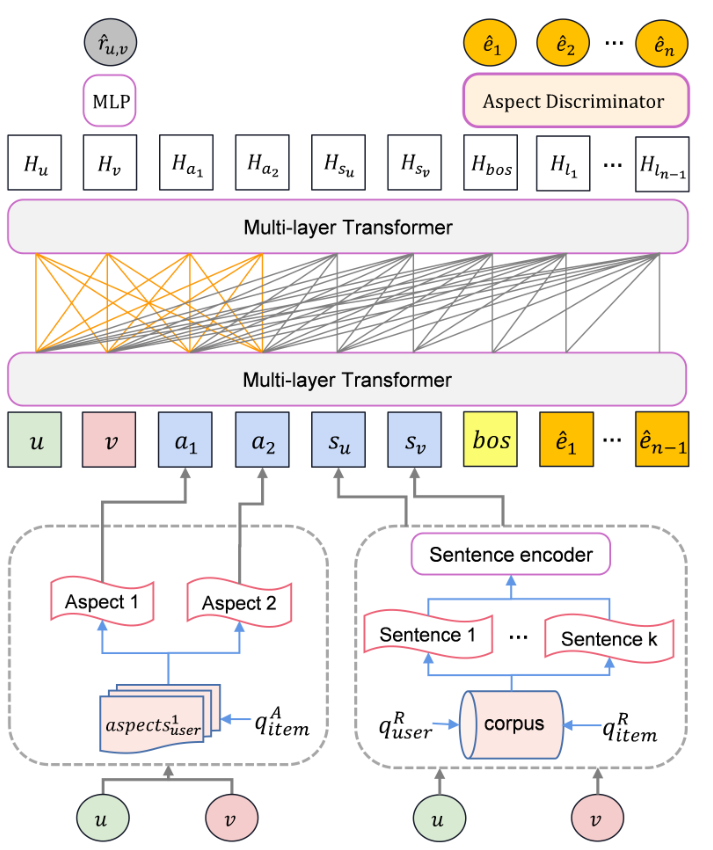 r̂u,v ê1 ê2 ··· ên
MLP Aspect Discriminator
Hu Hv Ha1 Ha2 Hsu Hsv Hbos Hl1 ··· Hln−1
Multi-layer Transformer
Multi-layer Transformer
u v a1 a2 su sv bos ê1 ··· ên−1
Sentence encoder
Aspect 1 Aspect 2
Sentence 1 ··· Sentence k
aspects1user qAitem
qRuser corpus qRitem
u v u v